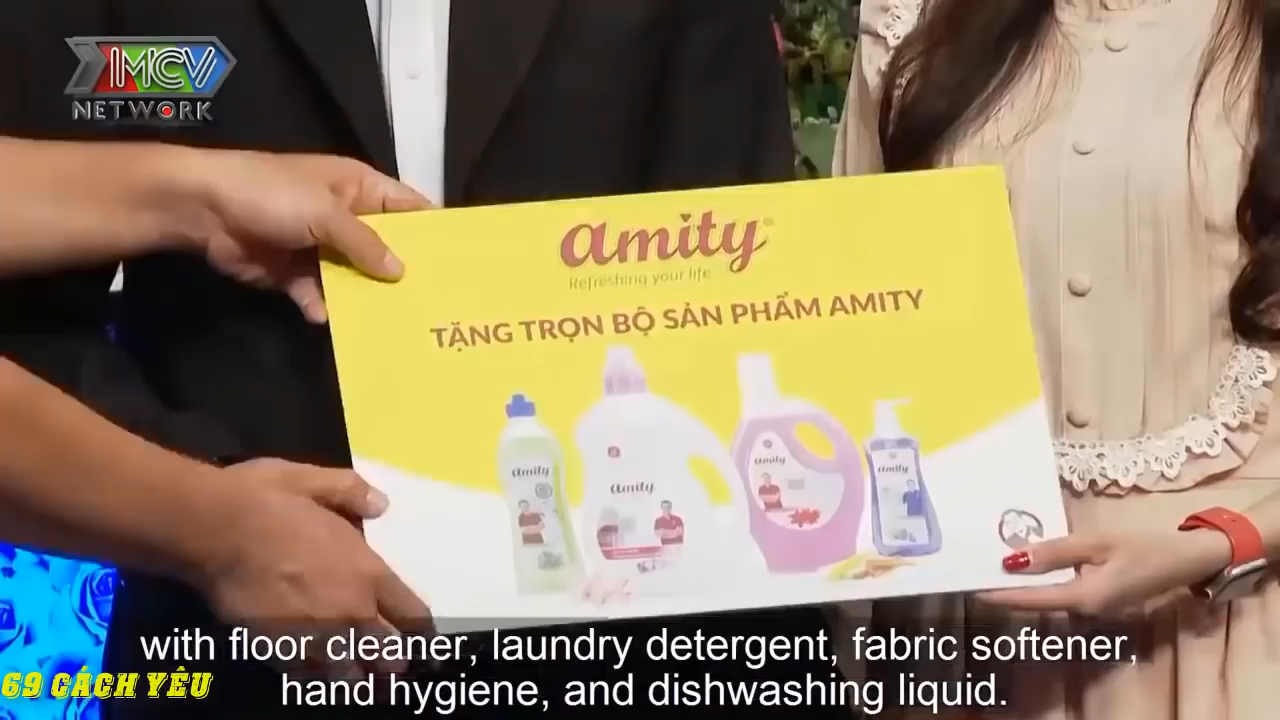 MCV
NETWORK
amity
Refreshing your life
TẶNG TRỌN BỘ SẢN PHẨM AMITY
amity
amity
amity
amity
with floor cleaner, laundry detergent, fabric softener,
hand hygiene, and dishwashing liquid.
69 CÁCH YÊU